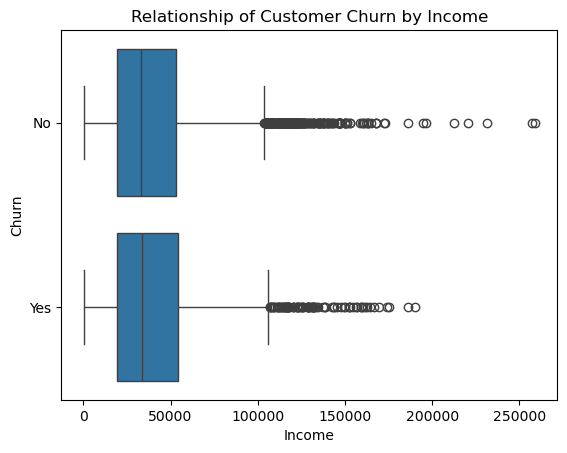 Relationship of Customer Churn by Income
No
Churn
Yes
0 50000 100000 150000 200000 250000
Income